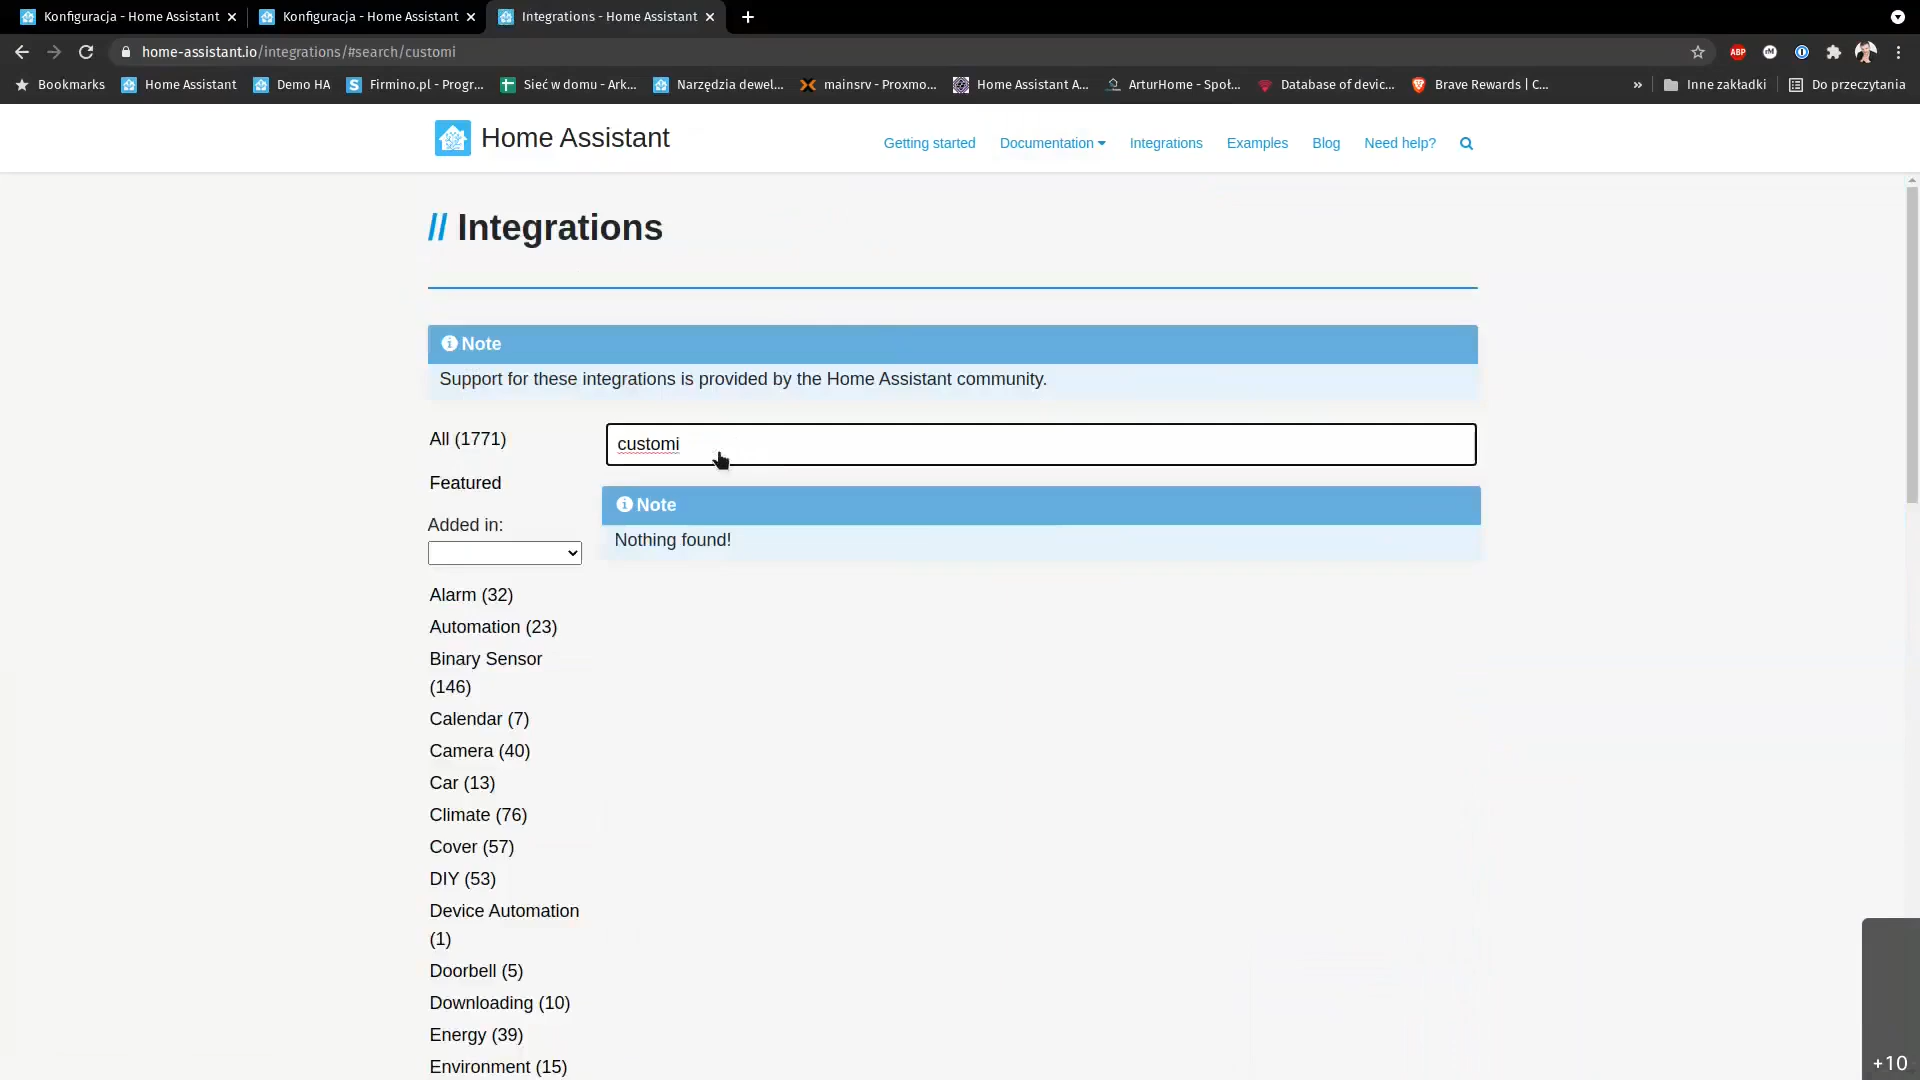 Konfiguracja - Home Assistant
Konfiguracja - Home Assistant
Integrations - Home Assistant
home-assistant.io/integrations/#search/customi
ABP
Bookmarks
Home Assistant
Demo HA
S
Firmino.pl - Progr...
Sieć w domu - Ark...
Narzędzia dewel...
mainsrv - Proxmo...
Home Assistant A...
ArturHome - Społ...
Database of devic...
Brave Rewards | C...
»
Inne zakładki
Do przeczytania
Home Assistant
Getting started
Documentation
Integrations
Examples
Blog
Need help?
// Integrations
Note
Support for these integrations is provided by the Home Assistant community.
All (1771)
customi
Featured
Note
Added in:
Nothing found!
Alarm (32)
Automation (23)
Binary Sensor
(146)
Calendar (7)
Camera (40)
Car (13)
Climate (76)
Cover (57)
DIY (53)
Device Automation
(1)
Doorbell (5)
Downloading (10)
Energy (39)
Environment (15)
+10